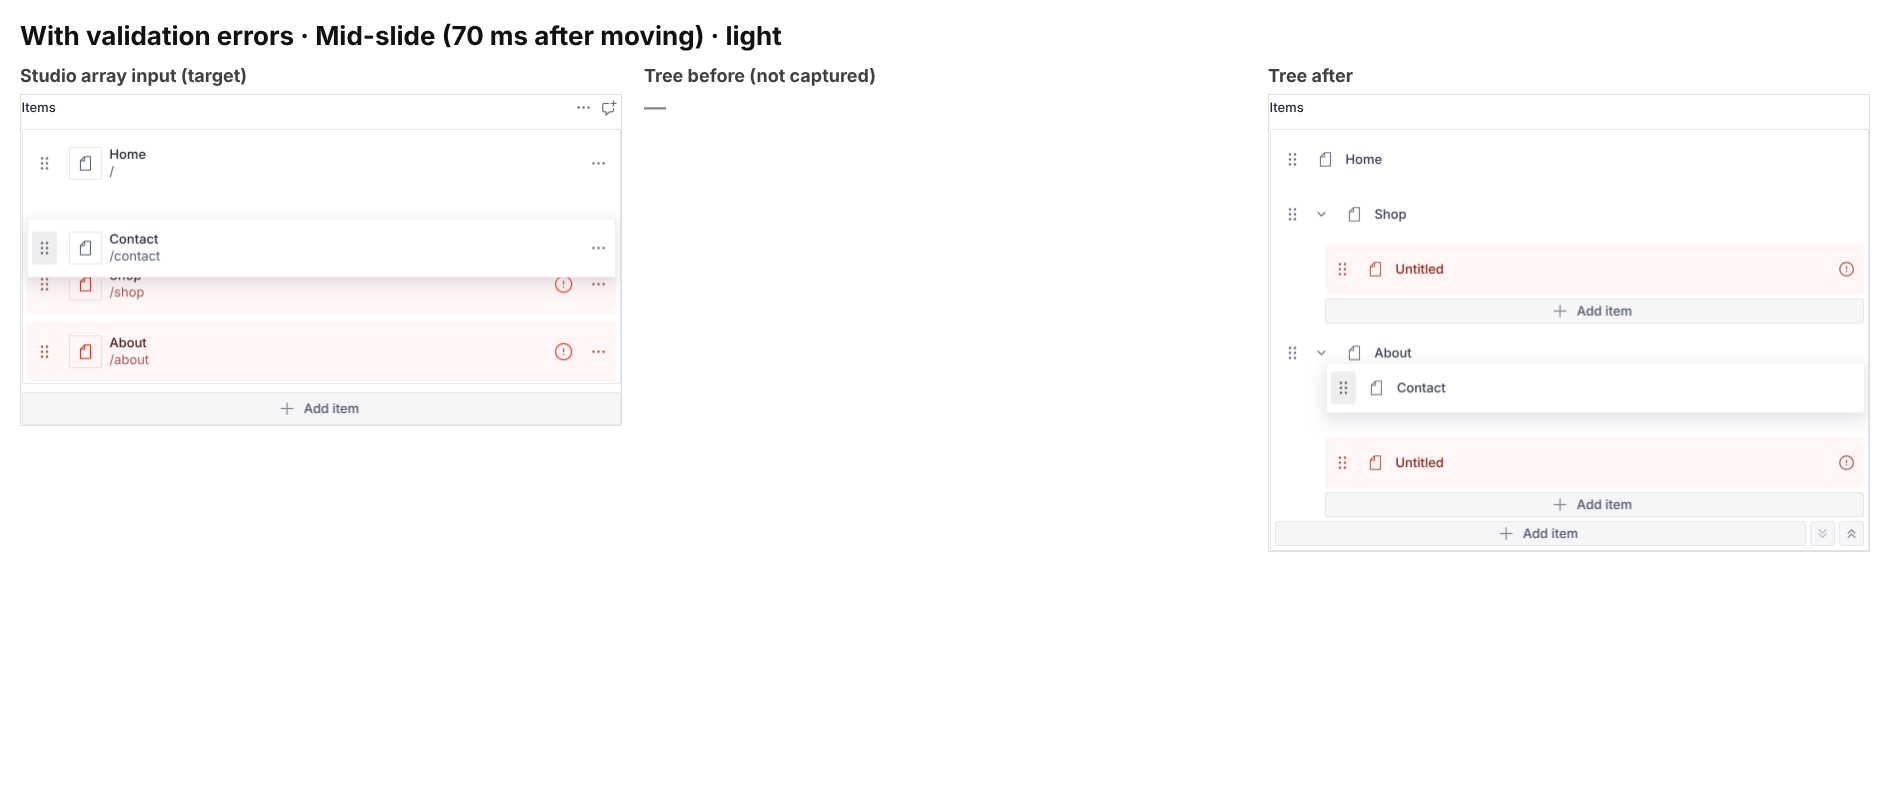 With validation errors · Mid-slide (70 ms after moving) · light
Studio array input (target)
Items
Home
/
Contact
/contact
Shop
/shop
About
/about
Add item
Tree before (not captured)
—
Tree after
Items
Home
Shop
Untitled
Add item
About
Contact
Untitled
Add item
Add item